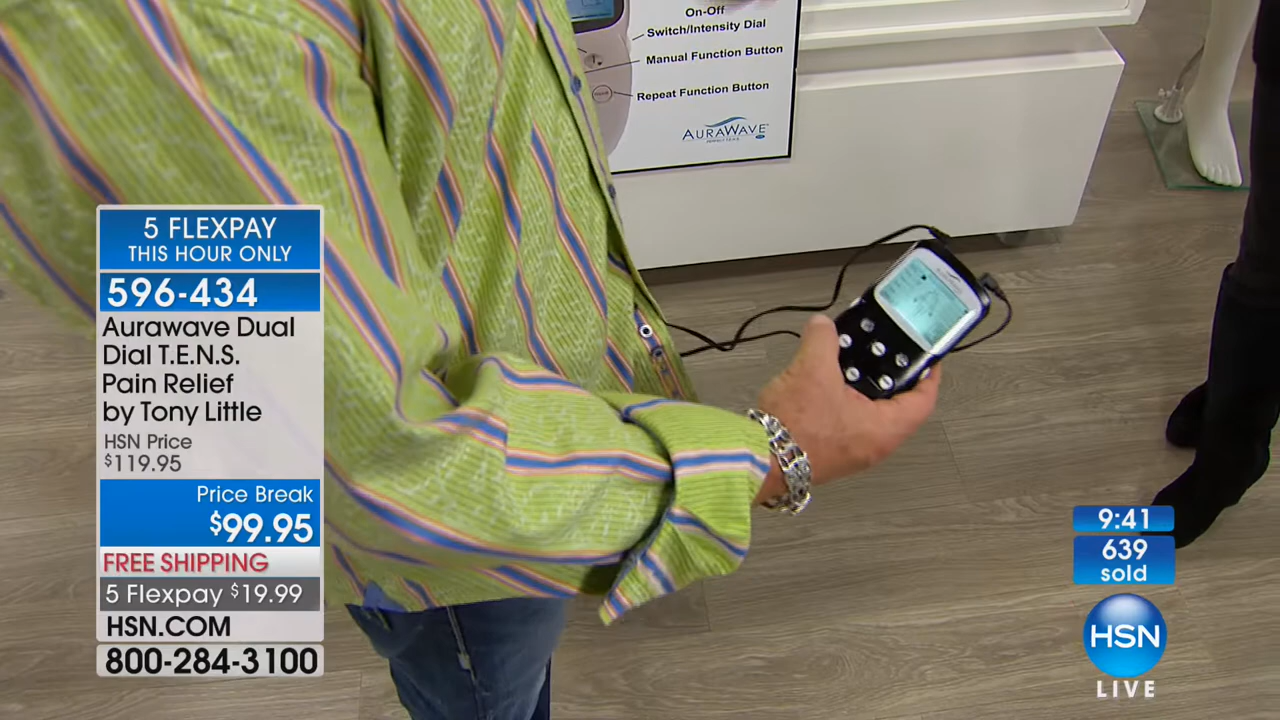 On-Off
Switch/Intensity Dial
Manual Function Button
Repeat Function Button
AURAWAVE
5 FLEXPAY
THIS HOUR ONLY
596-434
Aurawave Dual
Dial T.E.N.S.
Pain Relief
by Tony Little
HSN Price
$119.95
Price Break
$99.95
FREE SHIPPING
5 Flexpay $19.99
HSN.COM
800-284-3100
9:41
639
sold
HSN
LIVE